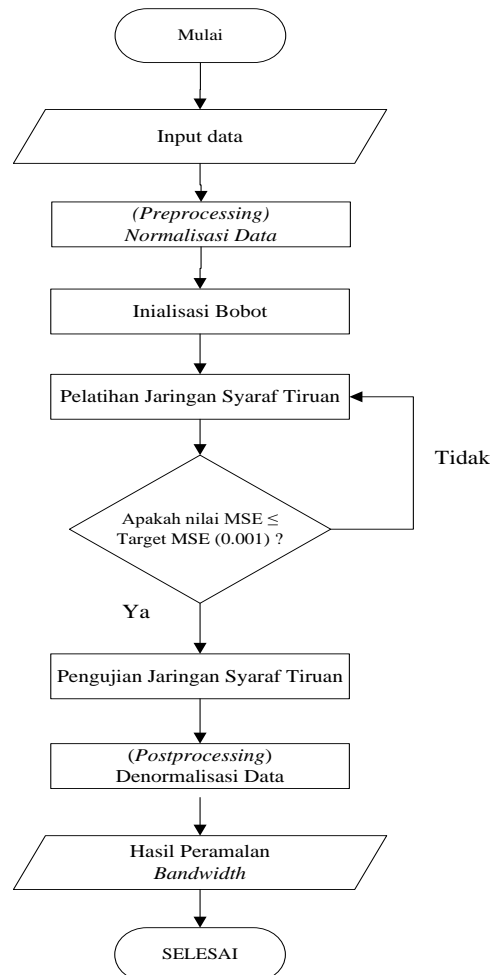 Mulai
Input data
(Preprocessing)
Normalisasi Data
Inialisasi Bobot
Pelatihan Jaringan Syaraf Tiruan
Tidak
Apakah nilai MSE ≤
Target MSE (0.001) ?
Ya
Pengujian Jaringan Syaraf Tiruan
(Postprocessing)
Denormalisasi Data
Hasil Peramalan
Bandwidth
SELESAI